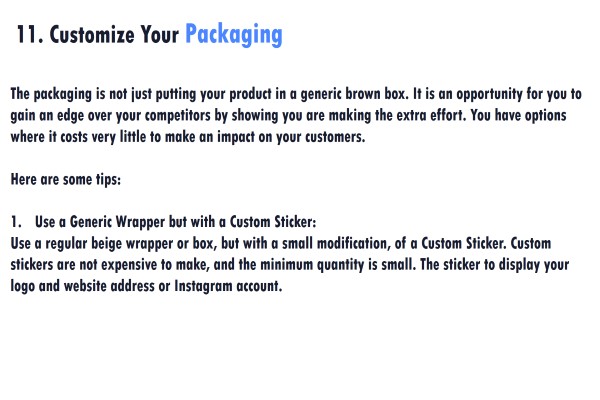 11. Customize Your Packaging
The packaging is not just putting your product in a generic brown box. It is an opportunity for you to
gain an edge over your competitors by showing you are making the extra effort. You have options
where it costs very little to make an impact on your customers.
Here are some tips:
1. Use a Generic Wrapper but with a Custom Sticker:
Use a regular beige wrapper or box, but with a small modification, of a Custom Sticker. Custom
stickers are not expensive to make, and the minimum quantity is small. The sticker to display your
logo and website address or Instagram account.